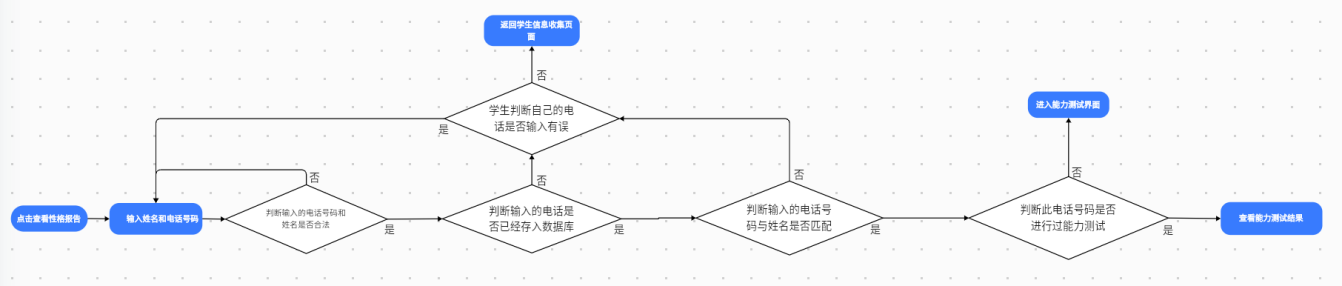 返回学生信息收集页
面
否
学生判断自己的电
话是否输入有误
是
进入能力测试界面
否
否
否
否
点击查看性格报告
输入姓名和电话号码
判断输入的电话号码和
姓名是否合法
是
判断输入的电话是
否已经存入数据库
是
判断输入的电话号
码与姓名是否匹配
是
判断此电话号码是否
进行过能力测试
是
查看能力测试结果